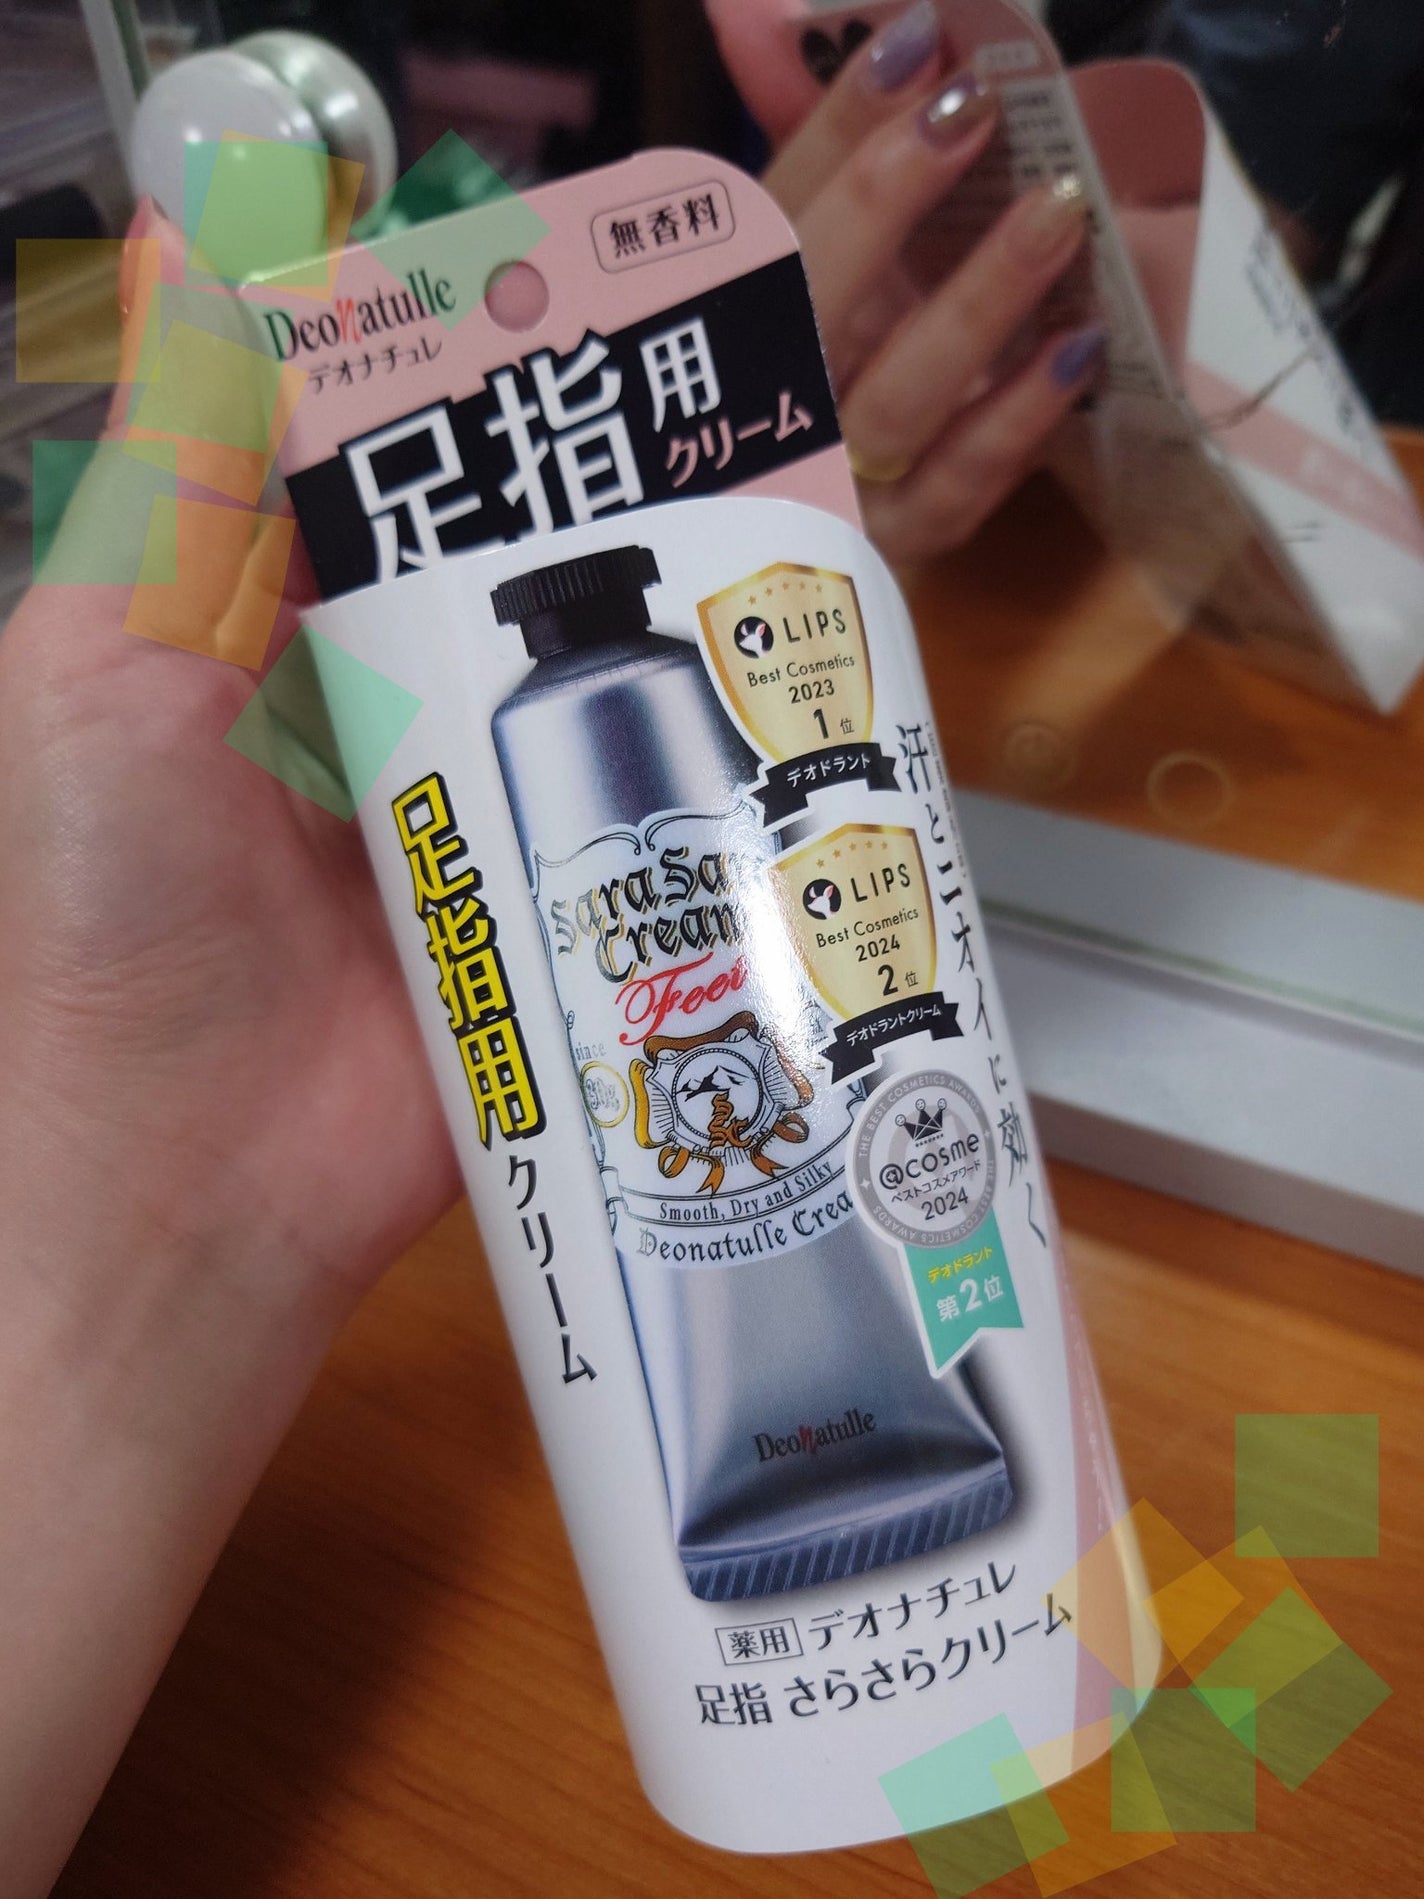 Deonatulle
デオナチュレ
無香料
足指用
クリーム
足指用クリーム
LIPS
Best Cosmetics
2023
1位
デオドラント
LIPS
Best Cosmetics
2024
2位
デオドラントクリーム
汗とニオイに効く
Cream
Feet
since
Smooth, Dry and Silky
Deonatulle
THE BEST COSMETICS AWARDS
@cosme
ベストコスメアワード
2024
デオドラント
第2位
Deonatulle
薬用 デオナチュレ
足指 さらさらクリーム